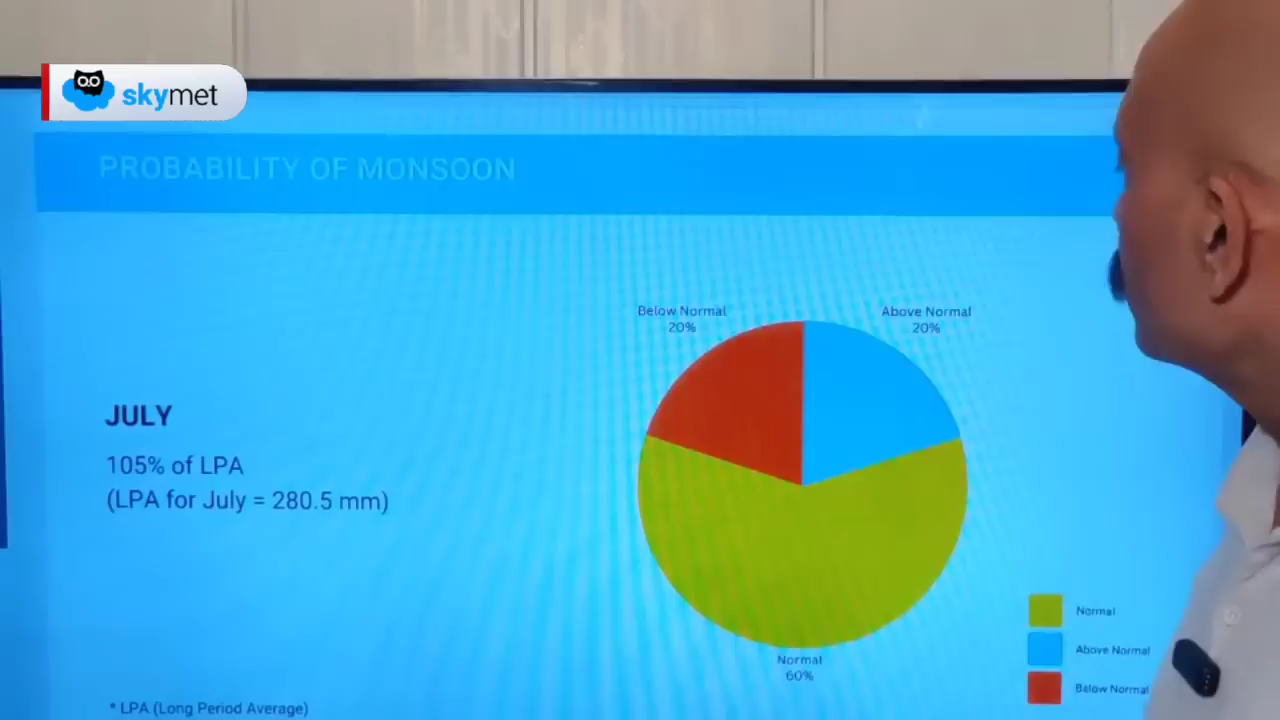 skymet
PROBABILITY OF MONSOON
Below Normal
20%
Above Normal
20%
JULY
105% of LPA
(LPA for July = 280.5 mm)
Normal
60%
Normal
Above Normal
Below Normal
* LPA (Long Period Average)